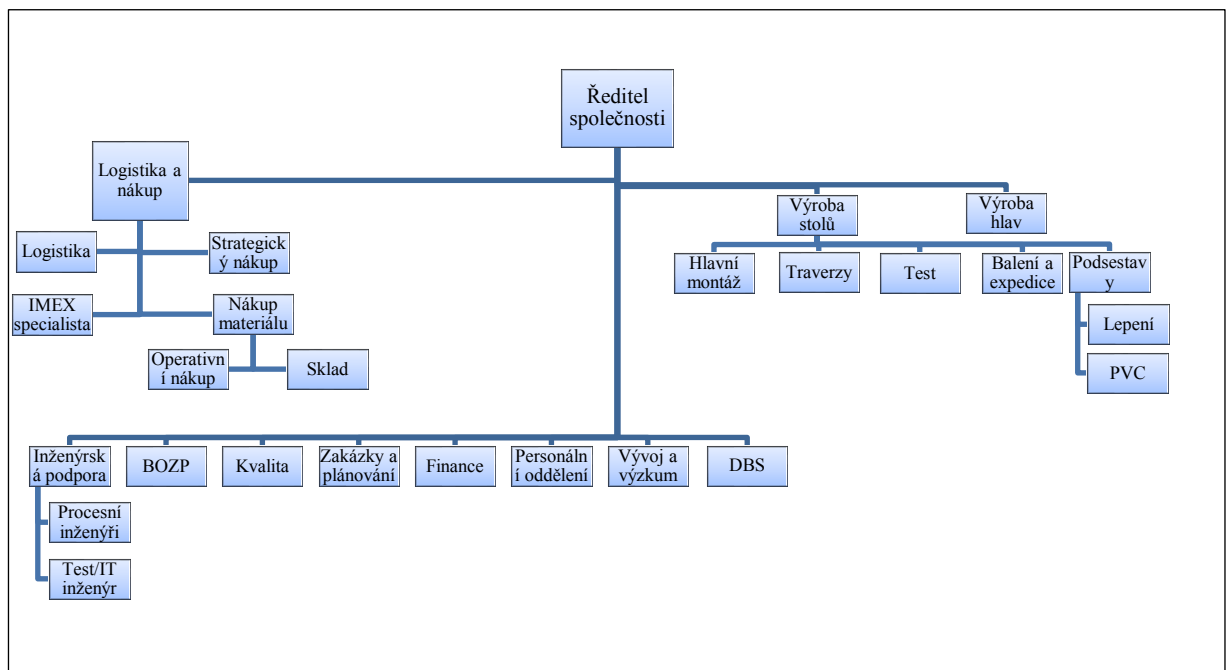 Ředitel
společnosti
Logistika a
nákup
Výroba
stolů
Výroba
hlav
Logistika
Strategick
ý nákup
Hlavní
montáž
Traverzy
Test
Balení a
expedice
Podsestav
y
IMEX
specialista
Nákup
materiálu
Lepení
Operativn
í nákup
Sklad
PVC
Inženýrsk
á podpora
BOZP
Kvalita
Zakázky a
plánování
Finance
Personáln
í oddělení
Vývoj a
výzkum
DBS
Procesní
inženýři
Test/IT
inženýr